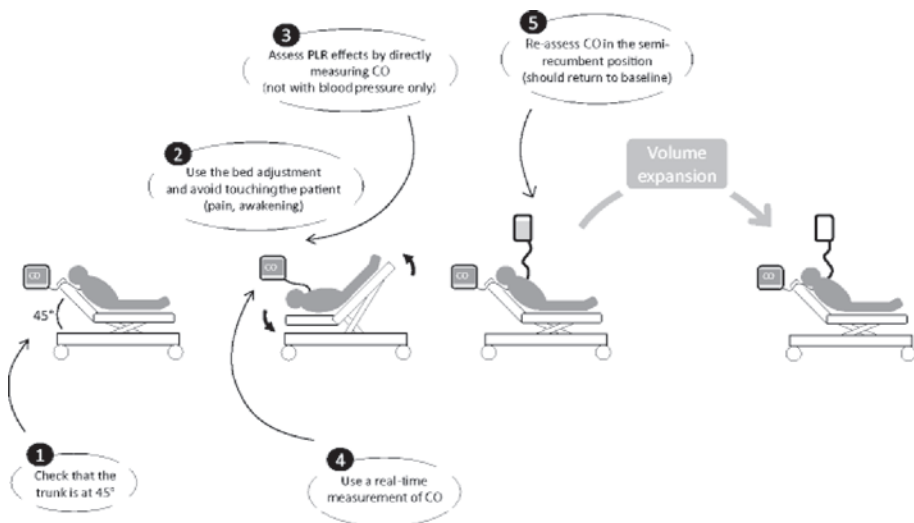 3
Assess PLR effects by directly
measuring CO
(not with blood pressure only)
5
Re-assess CO in the semi-
recumbent position
(should return to baseline)
2
Use the bed adjustment
and avoid touching the patient
(pain, awakening)
Volume
expansion
CO
45°
CO
CO
CO
1
Check that the
trunk is at 45°
4
Use a real-time
measurement of CO